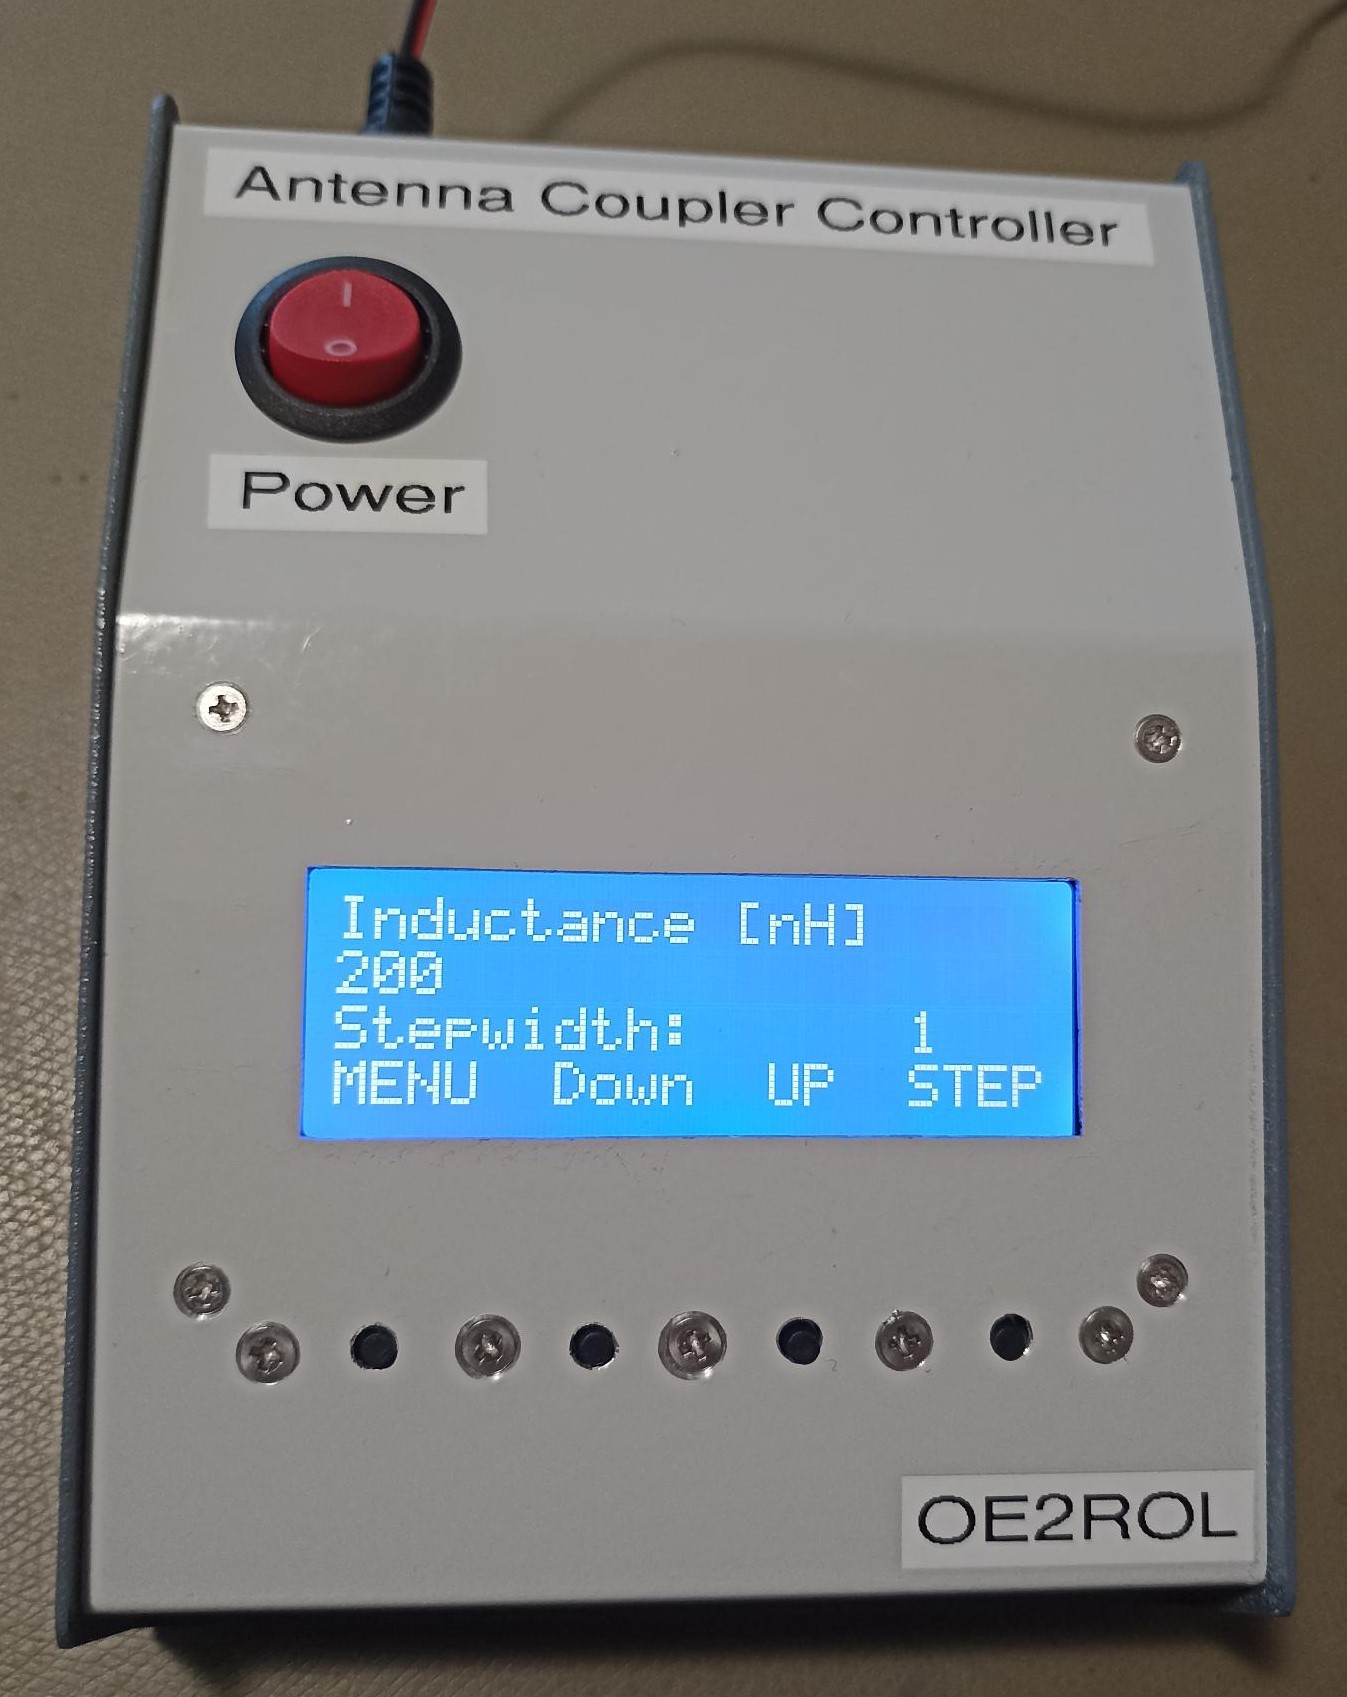 Antenna Coupler Controller
Power
Inductance [nH]
200
Stepwidth: 1
MENU Down UP STEP
OE2ROL